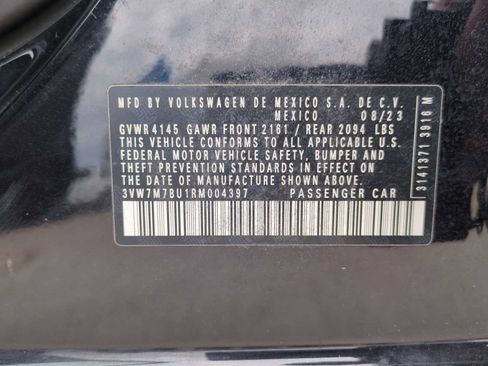 MFD BY VOLKSWAGEN DE MEXICO S.A. DE C.V.
MEXICO 08/23
GVWR 4145 GAWR FRONT 2161 / REAR 2094 LBS
THIS VEHICLE CONFORMS TO ALL APPLICABLE U.S.
FEDERAL MOTOR VEHICLE SAFETY, BUMPER AND
THEFT PREVENTION STANDARDS IN EFFECT
ON THE DATE OF MANUFACTURE SHOWN ABOVE.
3VW7M7BU1RM004397 PASSENGER CAR
3141371 3918 M